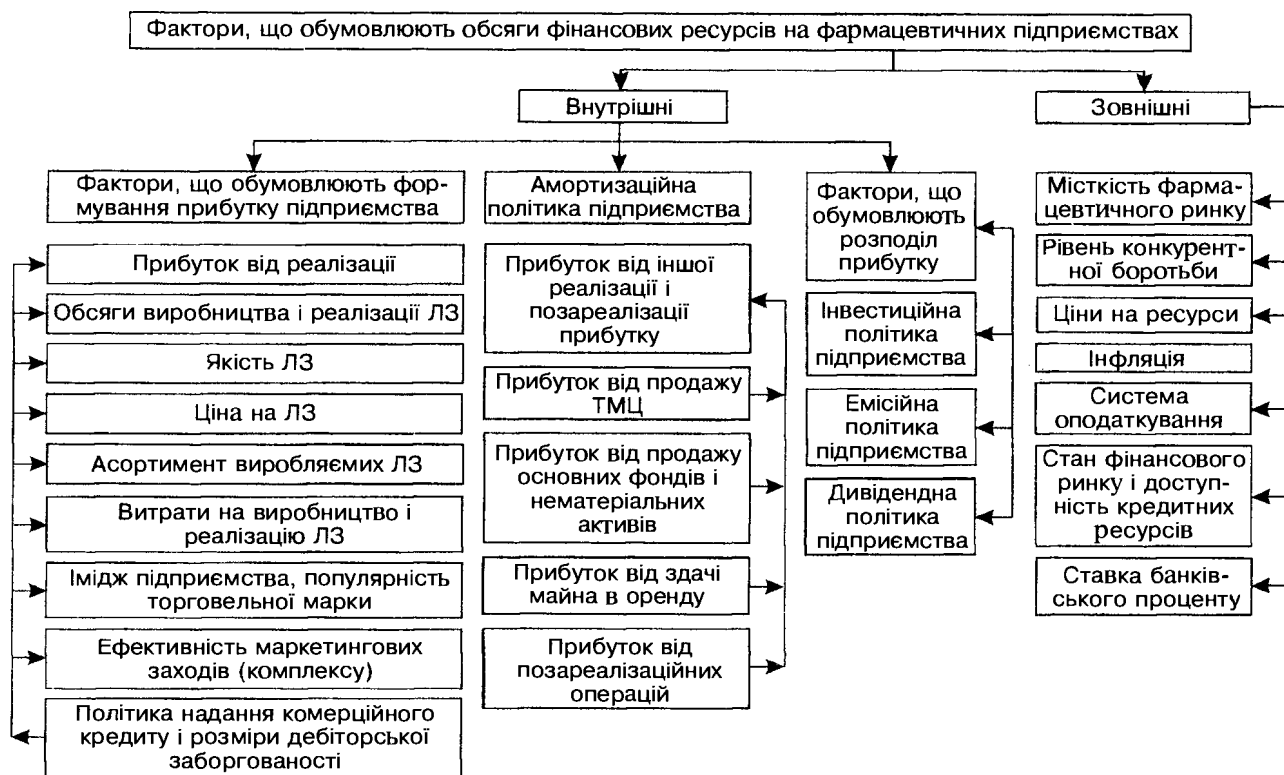 Фактори, що обумовлюють обсяги фінансових ресурсів на фармацевтичних підприємствах
Внутрішні
Зовнішні
Фактори, що обумовлюють фор-
мування прибутку підприємства
Прибуток від реалізації
Обсяги виробництва і реалізації ЛЗ
Якість ЛЗ
Ціна на ЛЗ
Асортимент виробляємих ЛЗ
Витрати на виробництво і
реалізацію ЛЗ
Імідж підприємства, популярність
торговельної марки
Ефективність маркетингових
заходів (комплексу)
Політика надання комерційного
кредиту і розміри дебіторської
заборгованості
Амортизаційна
політика підприємства
Прибуток від іншої
реалізації і
позареалізації
прибутку
Прибуток від продажу
ТМЦ
Прибуток від продажу
основних фондів і
нематеріальних
активів
Прибуток від здачі
майна в оренду
Прибуток від
позареалізаційних
операцій
Фактори, що
обумовлюють
розподіл
прибутку
Інвестиційна
політика
підприємства
Емісійна
політика
підприємства
Дивідендна
політика
підприємства
Місткість фарма-
цевтичного ринку
Рівень конкурент-
ної боротьби
Ціни на ресурси
Інфляція
Система
оподаткування
Стан фінансового
ринку і доступ-
ність кредитних
ресурсів
Ставка банків-
ського проценту